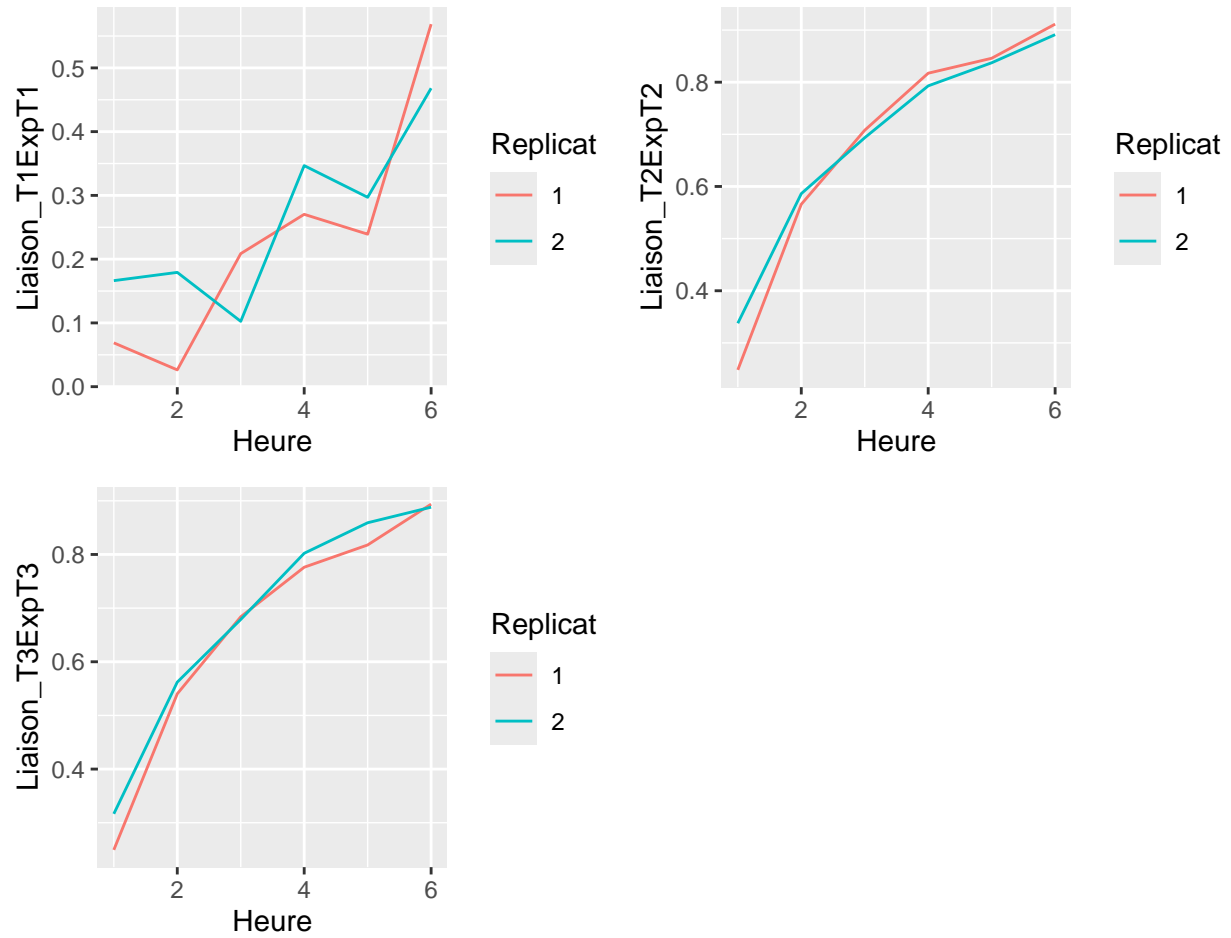 Liaison_T1ExpT1
0.5
0.4
0.3
0.2
0.1
0.0
2 4 6
Heure
Replicat
1
2
Liaison_T2ExpT2
0.8
0.6
0.4
2 4 6
Heure
Replicat
1
2
Liaison_T3ExpT3
0.8
0.6
0.4
2 4 6
Heure
Replicat
1
2